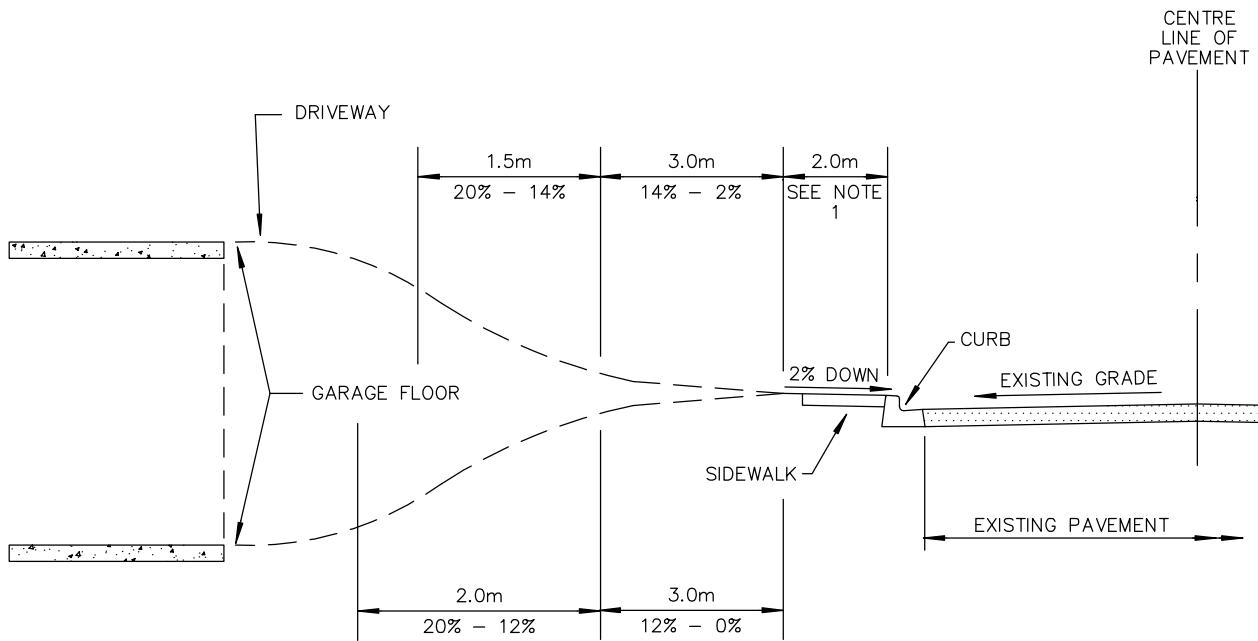 CENTRE
LINE OF
PAVEMENT
DRIVEWAY
1.5m
3.0m
2.0m
20% – 14%
14% – 2%
SEE NOTE
1
CURB
2% DOWN
EXISTING GRADE
GARAGE FLOOR
SIDEWALK
EXISTING PAVEMENT
2.0m
3.0m
20% – 12%
12% – 0%